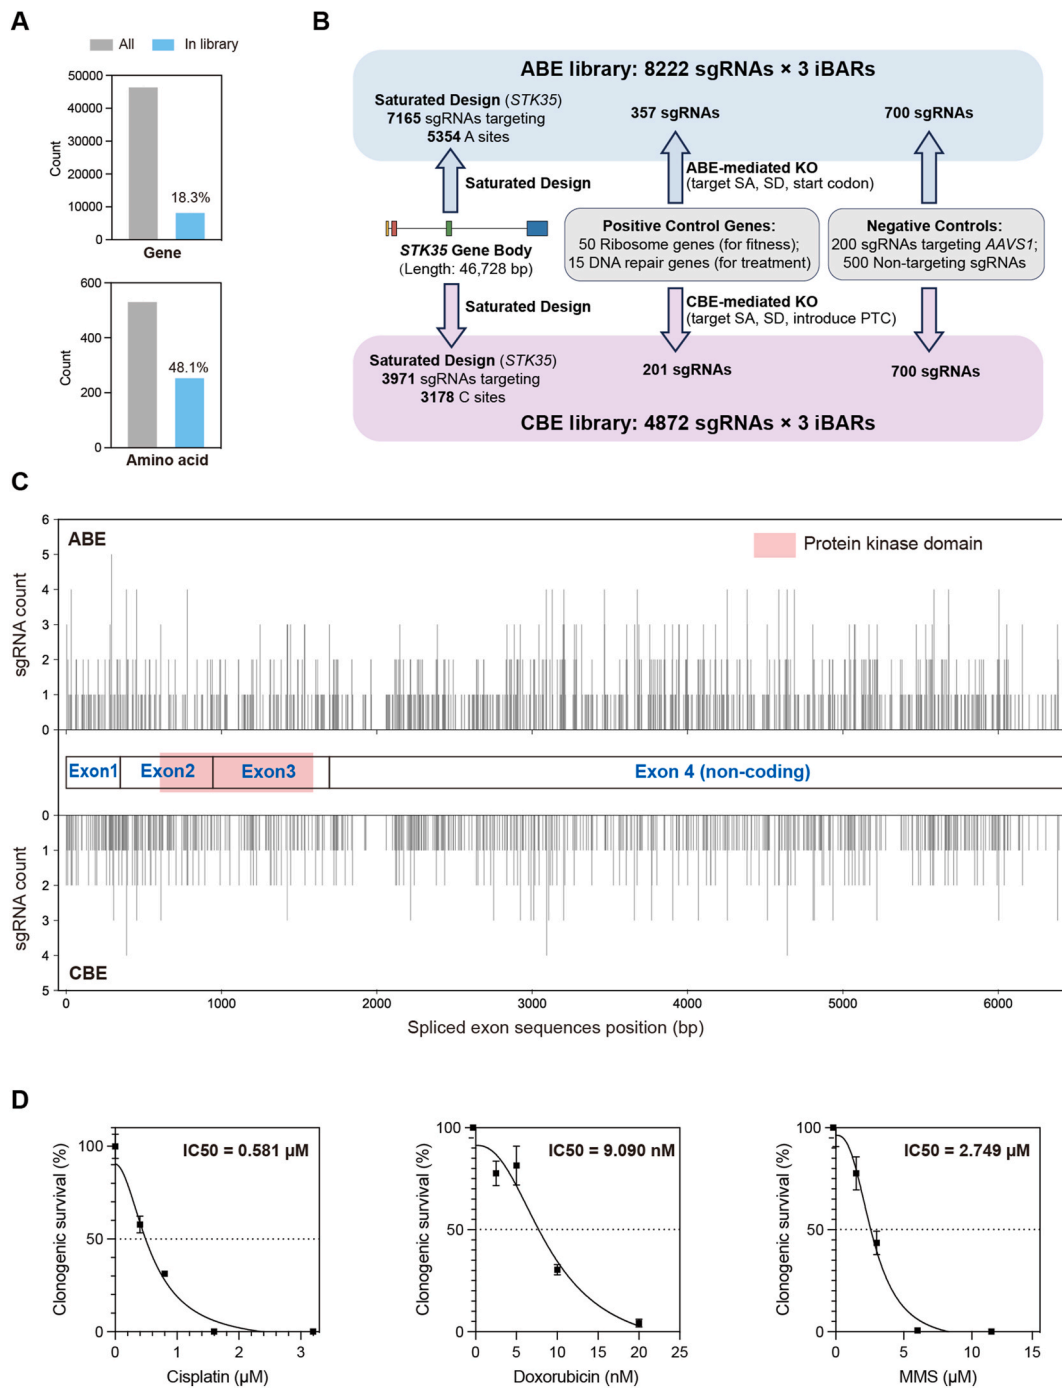 A
All
In library
50000
40000
30000
20000
10000
0
Count
18.3%
Gene
600
400
200
0
Count
48.1%
Amino acid
B
ABE library: 8222 sgRNAs × 3 iBARs
Saturated Design (STK35)
7165 sgRNAs targeting
5354 A sites
357 sgRNAs
700 sgRNAs
Saturated Design
ABE-mediated KO
(target SA, SD, start codon)
STK35 Gene Body
(Length: 46,728 bp)
Positive Control Genes:
50 Ribosome genes (for fitness);
15 DNA repair genes (for treatment)
Negative Controls:
200 sgRNAs targeting AAVS1;
500 Non-targeting sgRNAs
Saturated Design
CBE-mediated KO
(target SA, SD, introduce PTC)
Saturated Design (STK35)
3971 sgRNAs targeting
3178 C sites
201 sgRNAs
700 sgRNAs
CBE library: 4872 sgRNAs × 3 iBARs
C
6
5
4
3
2
1
0
sgRNA count
ABE
Protein kinase domain
Exon1
Exon2
Exon3
Exon 4 (non-coding)
0
1
2
3
4
5
sgRNA count
CBE
0
1000
2000
3000
4000
5000
6000
Spliced exon sequences position (bp)
D
Clonogenic survival (%)
100
50
0
IC50 = 0.581 µM
0
1
2
3
Cisplatin (µM)
Clonogenic survival (%)
100
50
0
IC50 = 9.090 nM
0
5
10
15
20
25
Doxorubicin (nM)
Clonogenic survival (%)
100
50
0
IC50 = 2.749 µM
0
5
10
15
MMS (µM)